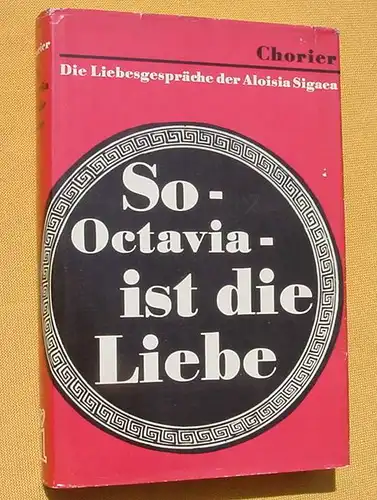 Chorier
Die Liebesgespräche der Aloisia Sigaea
So-
Octavia-
ist die
Liebe